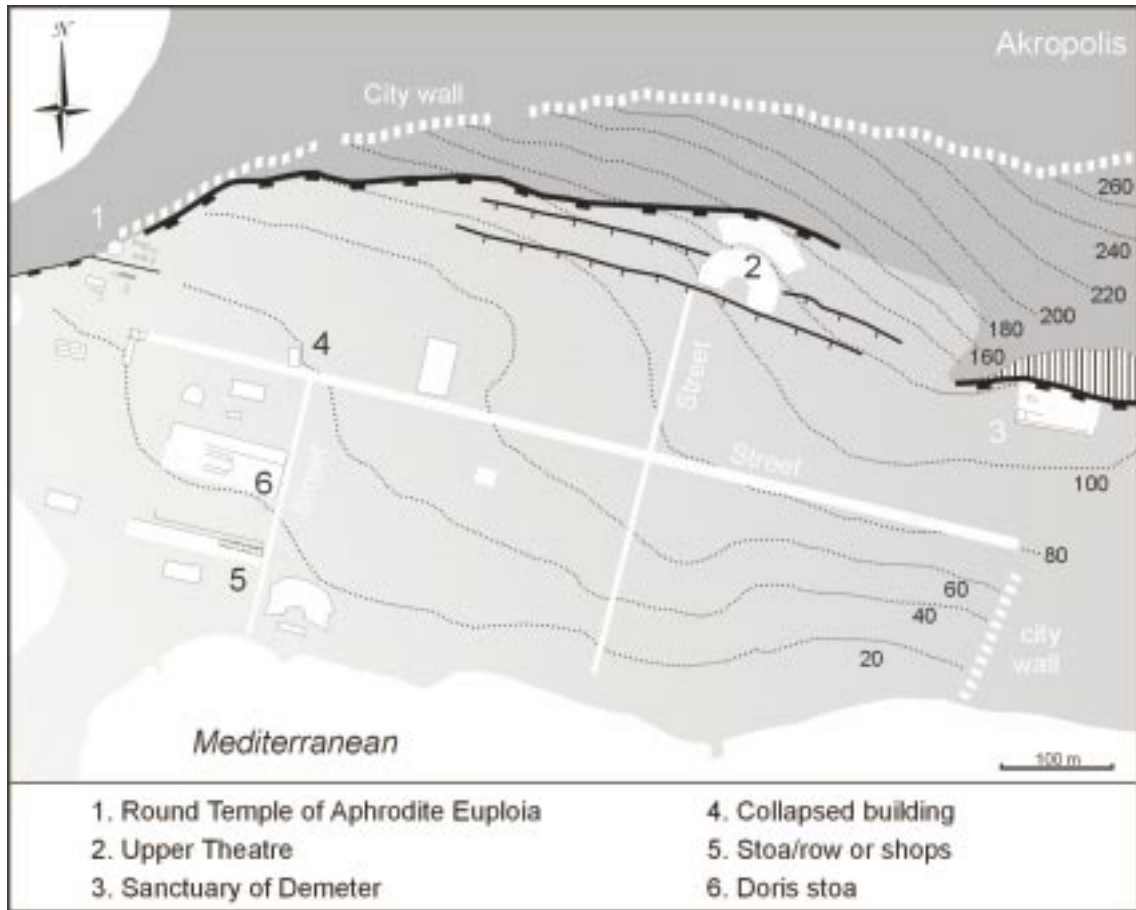 N
Akropolis
City wall
260
240
220
200
180
160
1
2
Street
4
3
Street
100
6
Street
80
60
5
40
city
wall
20
Mediterranean
100 m
1. Round Temple of Aphrodite Euploia
2. Upper Theatre
3. Sanctuary of Demeter
4. Collapsed building
5. Stoa/row or shops
6. Doris stoa